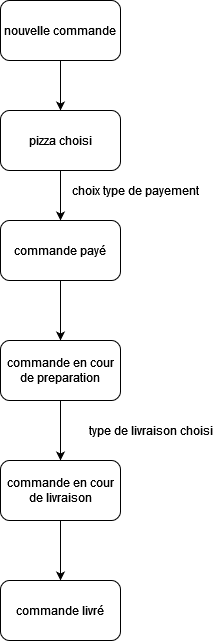 nouvelle commande
pizza choisi
choix type de payement
commande payé
commande en cour
de preparation
type de livraison choisi
commande en cour
de livraison
commande livré